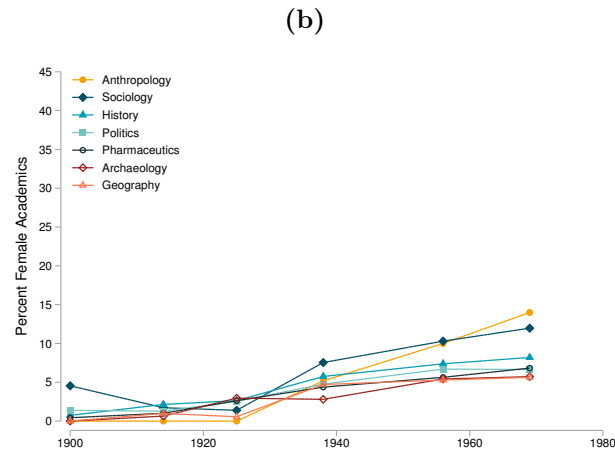 (b)
Percent Female Academics
45
40
35
30
25
20
15
10
5
0
Anthropology
Sociology
History
Politics
Pharmaceutics
Archaeology
Geography
1900
1920
1940
1960
1980